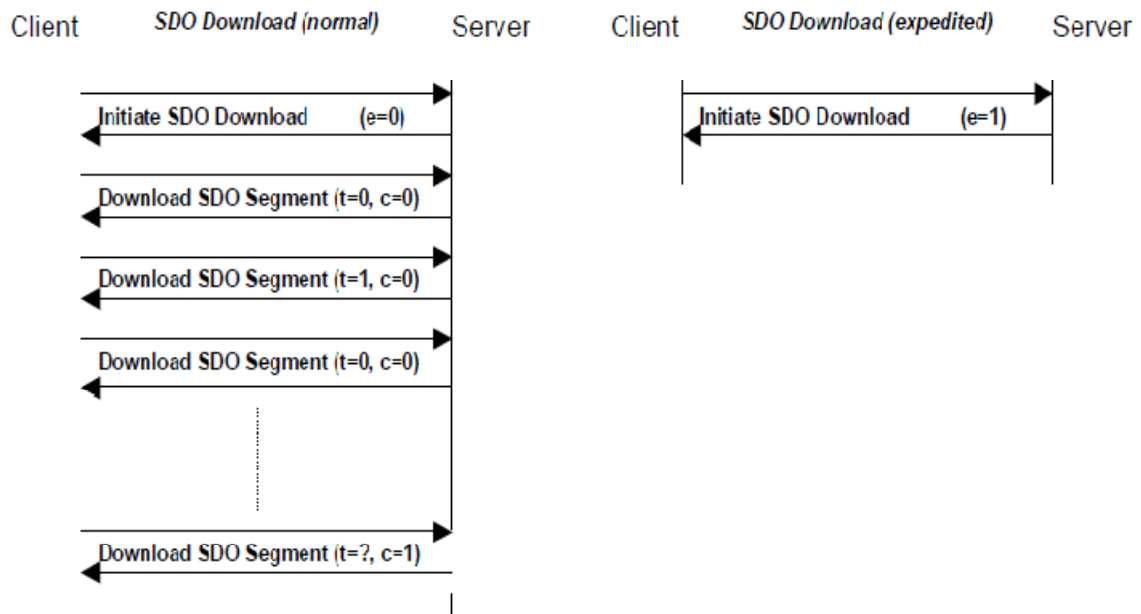 Client SDO Download (normal) Server
Initiate SDO Download (e=0)
Download SDO Segment (t=0, c=0)
Download SDO Segment (t=1, c=0)
Download SDO Segment (t=0, c=0)
Download SDO Segment (t=?, c=1)
Client SDO Download (expedited) Server
Initiate SDO Download (e=1)